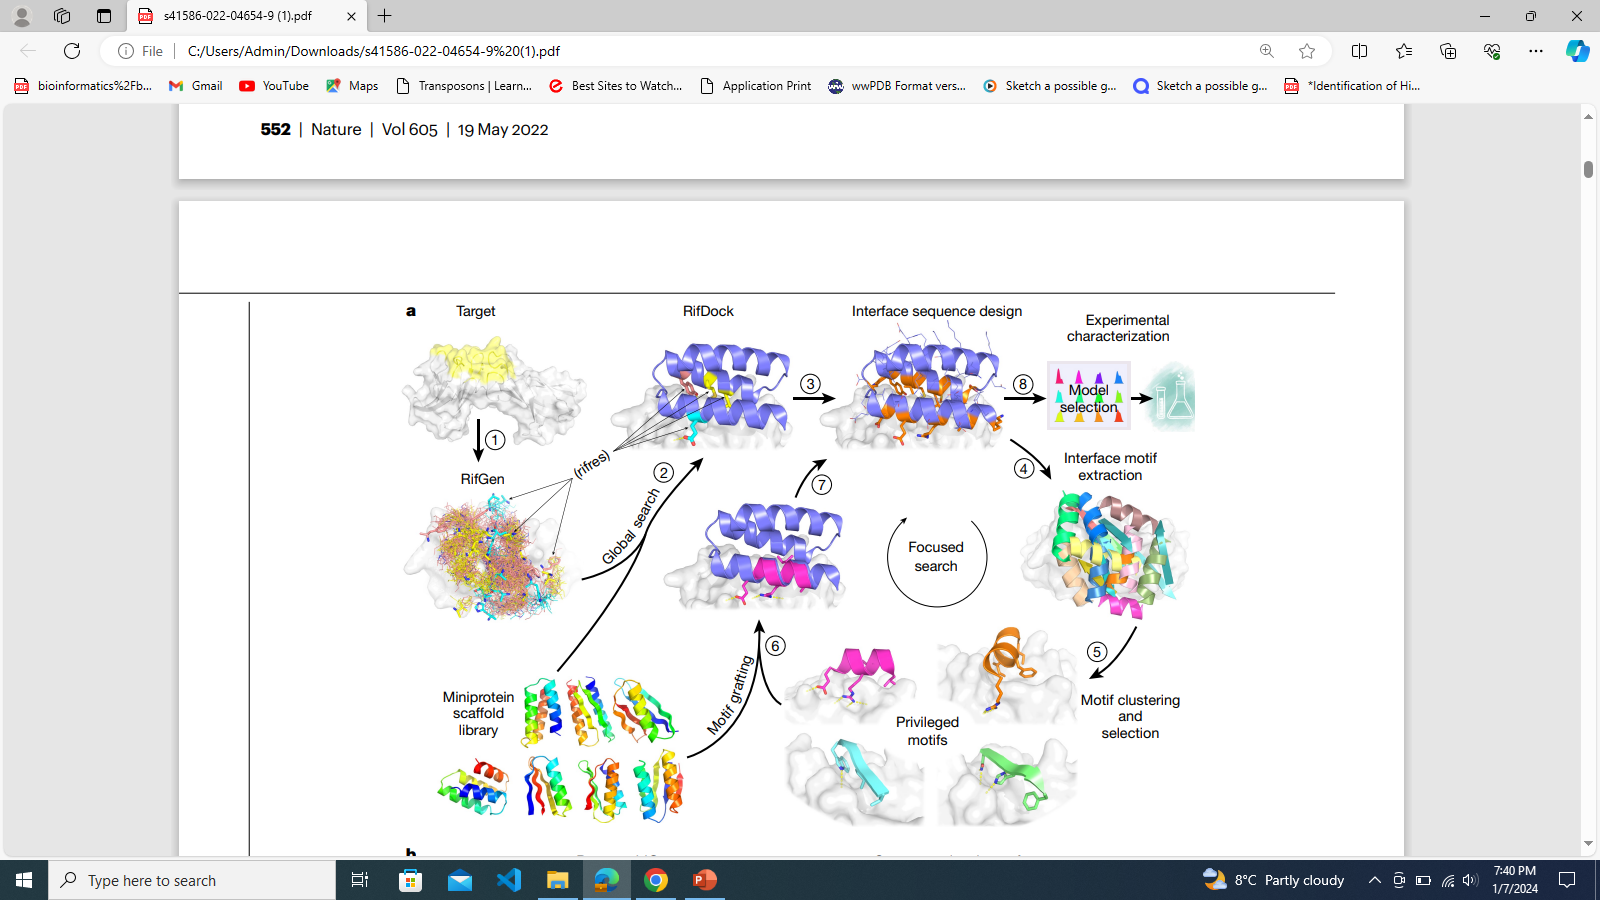 s41586-022-04654-9 (1).pdf
File
C:/Users/Admin/Downloads/s41586-022-04654-9%20(1).pdf
bioinformatics%2Fb...
Gmail
YouTube
Maps
Transposons | Learn...
Best Sites to Watch...
Application Print
wwPDB Format vers...
Sketch a possible g...
Sketch a possible g...
*Identification of Hi...
552 | Nature | Vol 605 | 19 May 2022
a
Target
RifDock
Interface sequence design
Experimental
characterization
3
8
Model
selection
1
RifGen
(rifres)
2
Global search
7
4
Interface motif
extraction
Focused
search
6
Motif grafting
5
Miniprotein
scaffold
library
Privileged
motifs
Motif clustering
and
selection
b
Type here to search
8°C Partly cloudy
7:40 PM
1/7/2024